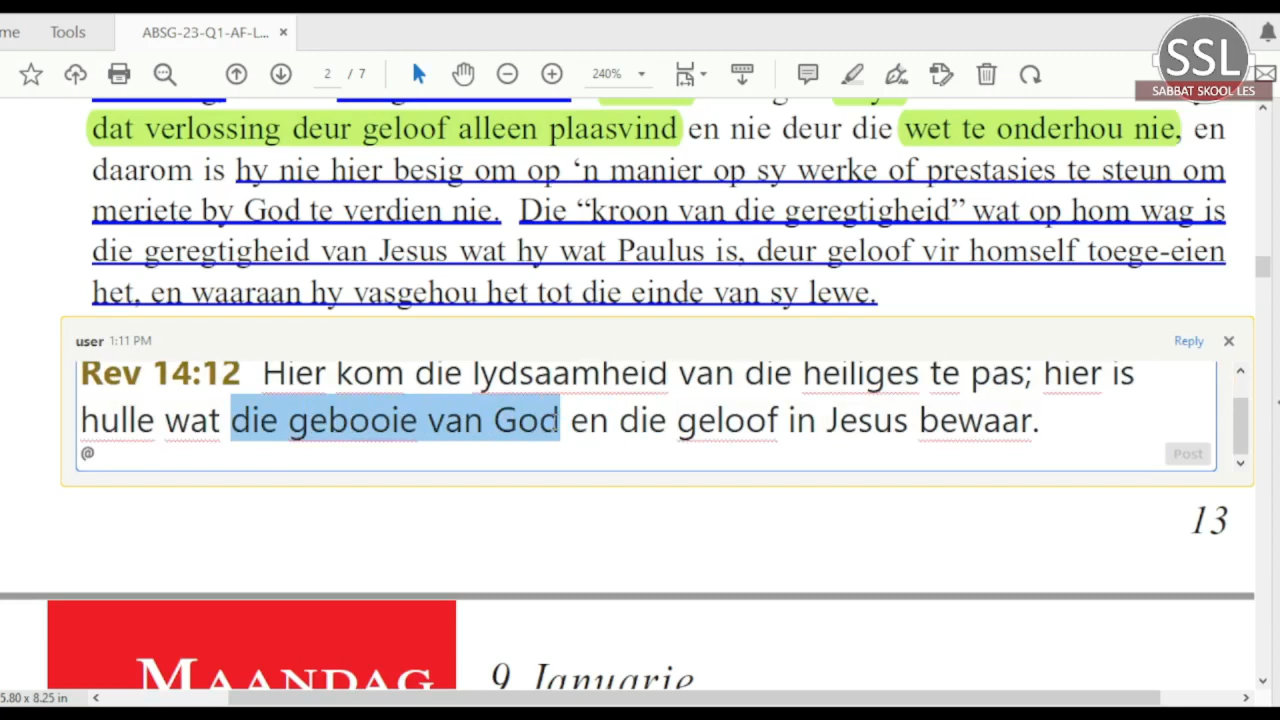 me Tools ABSG-23-Q1-AF-L... ×
2 / 7 240%
SSL
SABBAT SKOOL LES
dat verlossing deur geloof alleen plaasvind en nie deur die wet te onderhou nie, en
daarom is hy nie hier besig om op ‘n manier op sy werke of prestasies te steun om
meriete by God te verdien nie. Die “kroon van die geregtigheid” wat op hom wag is
die geregtigheid van Jesus wat hy wat Paulus is, deur geloof vir homself toege-eien
het, en waaraan hy vasgehou het tot die einde van sy lewe.
user 1:11 PM Reply ×
Rev 14:12 Hier kom die lydsaamheid van die heiliges te pas; hier is
hulle wat die gebooie van God en die geloof in Jesus bewaar.
@ Post
13
MAANDAG 9 Januarie
5.80 x 8.25 in